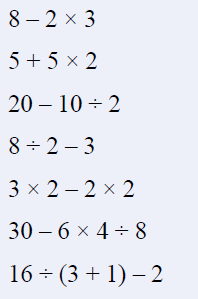 8 – 2 × 3
5 + 5 × 2
20 – 10 ÷ 2
8 ÷ 2 – 3
3 × 2 – 2 × 2
30 – 6 × 4 ÷ 8
16 ÷ (3 + 1) – 2